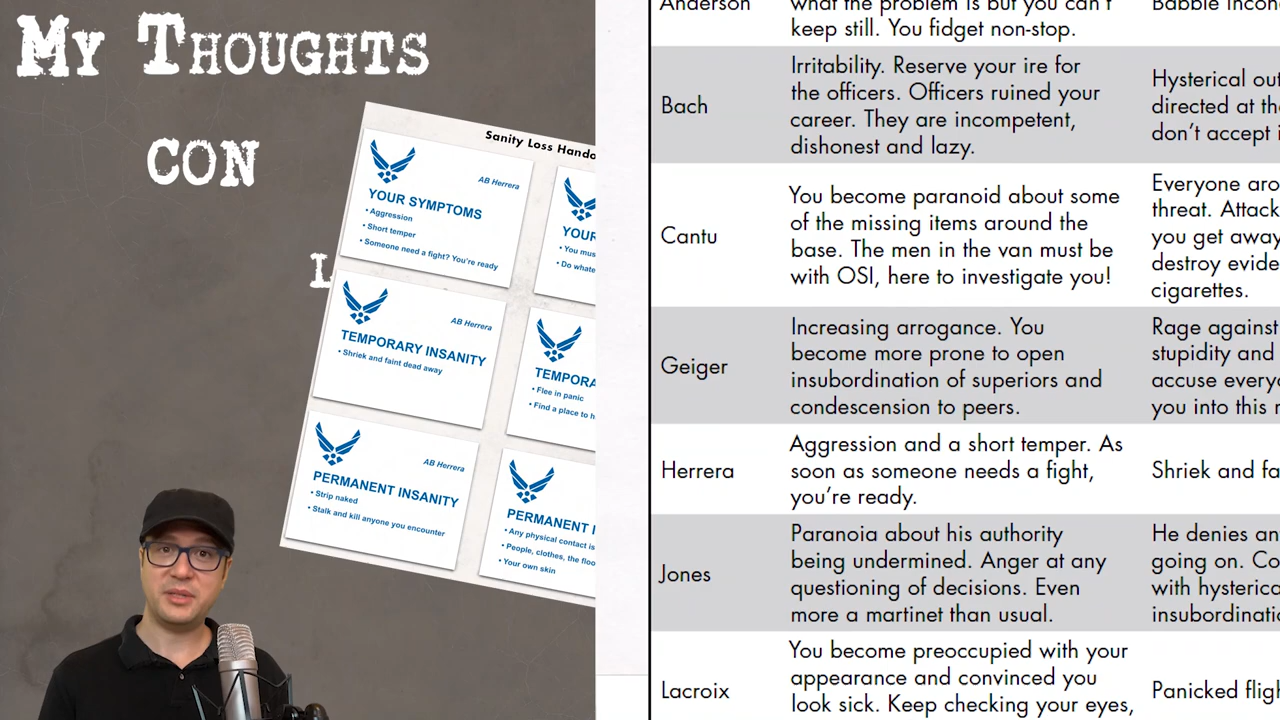 My Thoughts
CON
L
Sanity Loss Hando
AB Herrera
YOUR SYMPTOMS
• Aggression
• Short temper
• Someone need a fight? You're ready
YOUR
• You mus
• Do whate
AB Herrera
TEMPORARY INSANITY
• Shriek and faint dead away
TEMPORA
• Flee in panic
• Find a place to h
AB Herrera
PERMANENT INSANITY
• Strip naked
• Stalk and kill anyone you encounter
PERMANENT I
• Any physical contact is
• People, clothes, the floo
• Your own skin
Anderson
what the problem is but you can't
keep still. You fidget non-stop.
Babble incohe
Bach
Irritability. Reserve your ire for
the officers. Officers ruined your
career. They are incompetent,
dishonest and lazy.
Hysterical out
directed at the
don't accept i
Cantu
You become paranoid about some
of the missing items around the
base. The men in the van must be
with OSI, here to investigate you!
Everyone aro
threat. Attack
you get away
destroy evide
cigarettes.
Geiger
Increasing arrogance. You
become more prone to open
insubordination of superiors and
condescension to peers.
Rage against
stupidity and
accuse everyo
you into this m
Herrera
Aggression and a short temper. As
soon as someone needs a fight,
you're ready.
Shriek and fa
Jones
Paranoia about his authority
being undermined. Anger at any
questioning of decisions. Even
more a martinet than usual.
He denies an
going on. Co
with hysterica
insubordinati
Lacroix
You become preoccupied with your
appearance and convinced you
look sick. Keep checking your eyes,
Panicked fligh